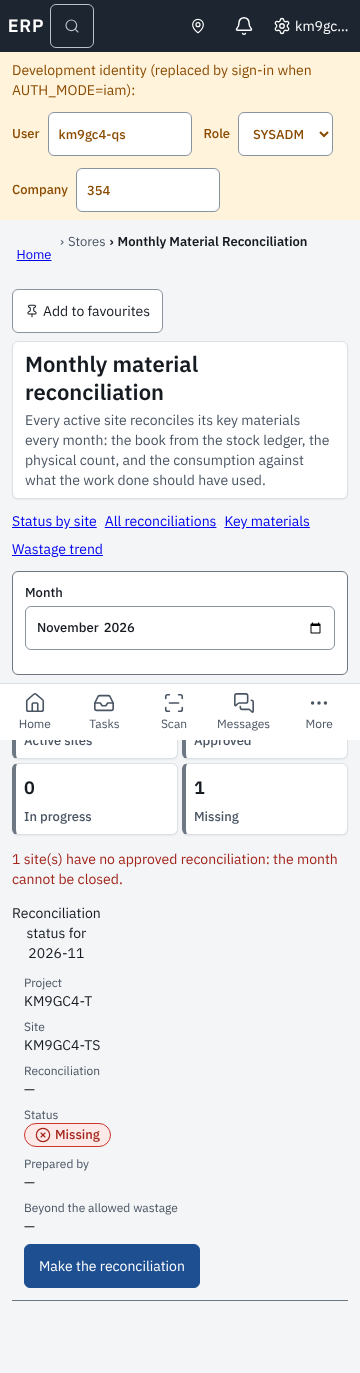 ERP
km9gc...
Development identity (replaced by sign-in when
AUTH_MODE=iam):
User
km9gc4-qs
Role
SYSADM
Company
354
Home › Stores › Monthly Material Reconciliation
Add to favourites
Monthly material
reconciliation
Every active site reconciles its key materials
every month: the book from the stock ledger, the
physical count, and the consumption against
what the work done should have used.
Status by site All reconciliations Key materials
Wastage trend
Month
November 2026
Home Tasks Scan Messages More
Active sites
Approved
0
In progress
1
Missing
1 site(s) have no approved reconciliation: the month
cannot be closed.
Reconciliation
status for
2026-11
Project
KM9GC4-T
Site
KM9GC4-TS
Reconciliation
—
Status
Missing
Prepared by
—
Beyond the allowed wastage
—
Make the reconciliation